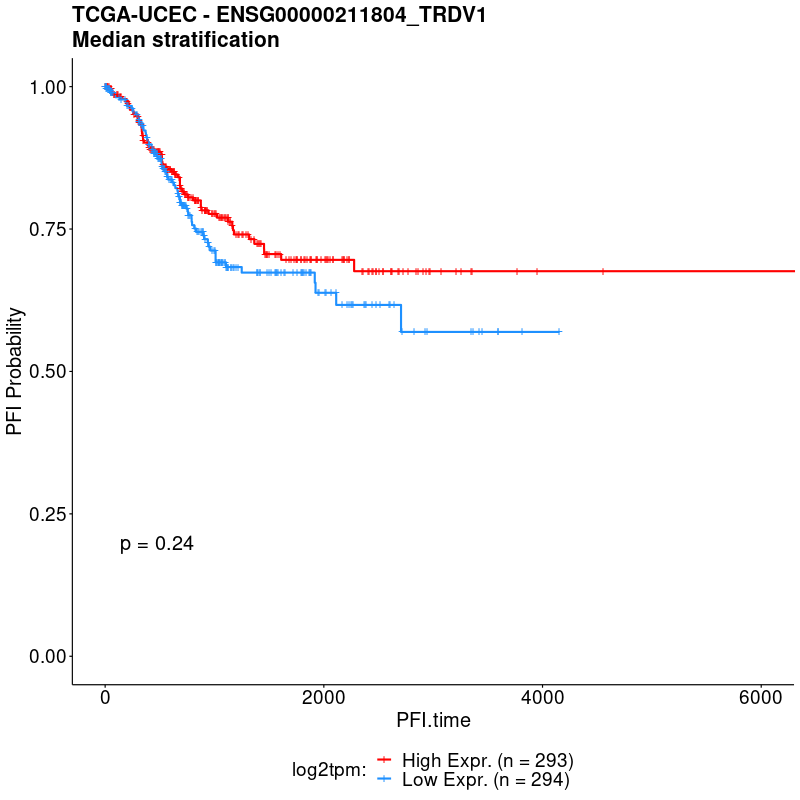 TCGA-UCEC - ENSG00000211804_TRDV1
Median stratification
1.00
0.75
0.50
0.25
0.00
PFI Probability
p = 0.24
0 2000 4000 6000
PFI.time
log2tpm:
High Expr. (n = 293)
Low Expr. (n = 294)